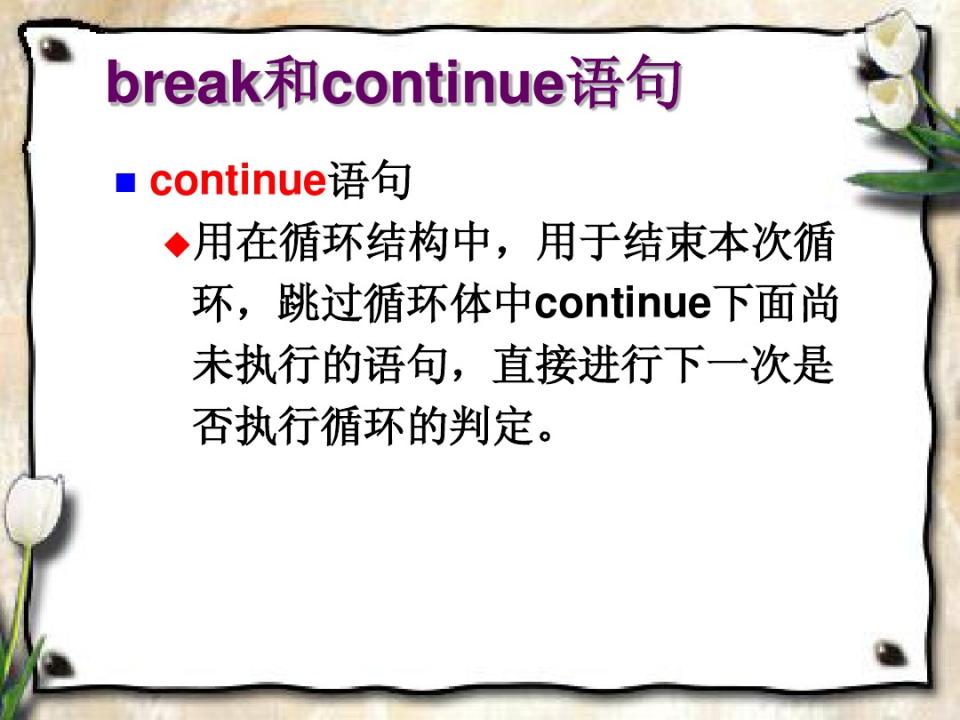 break和continue语句
continue语句
用在循环结构中，用于结束本次循
环，跳过循环体中continue下面尚
未执行的语句，直接进行下一次是
否执行循环的判定。